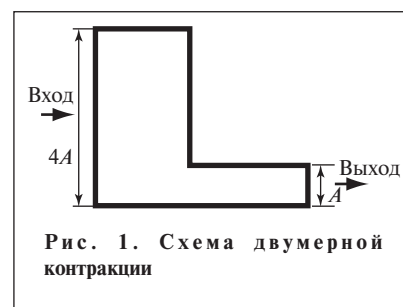 Вход
4A
Выход
A
Рис. 1. Схема двумерной
контракции